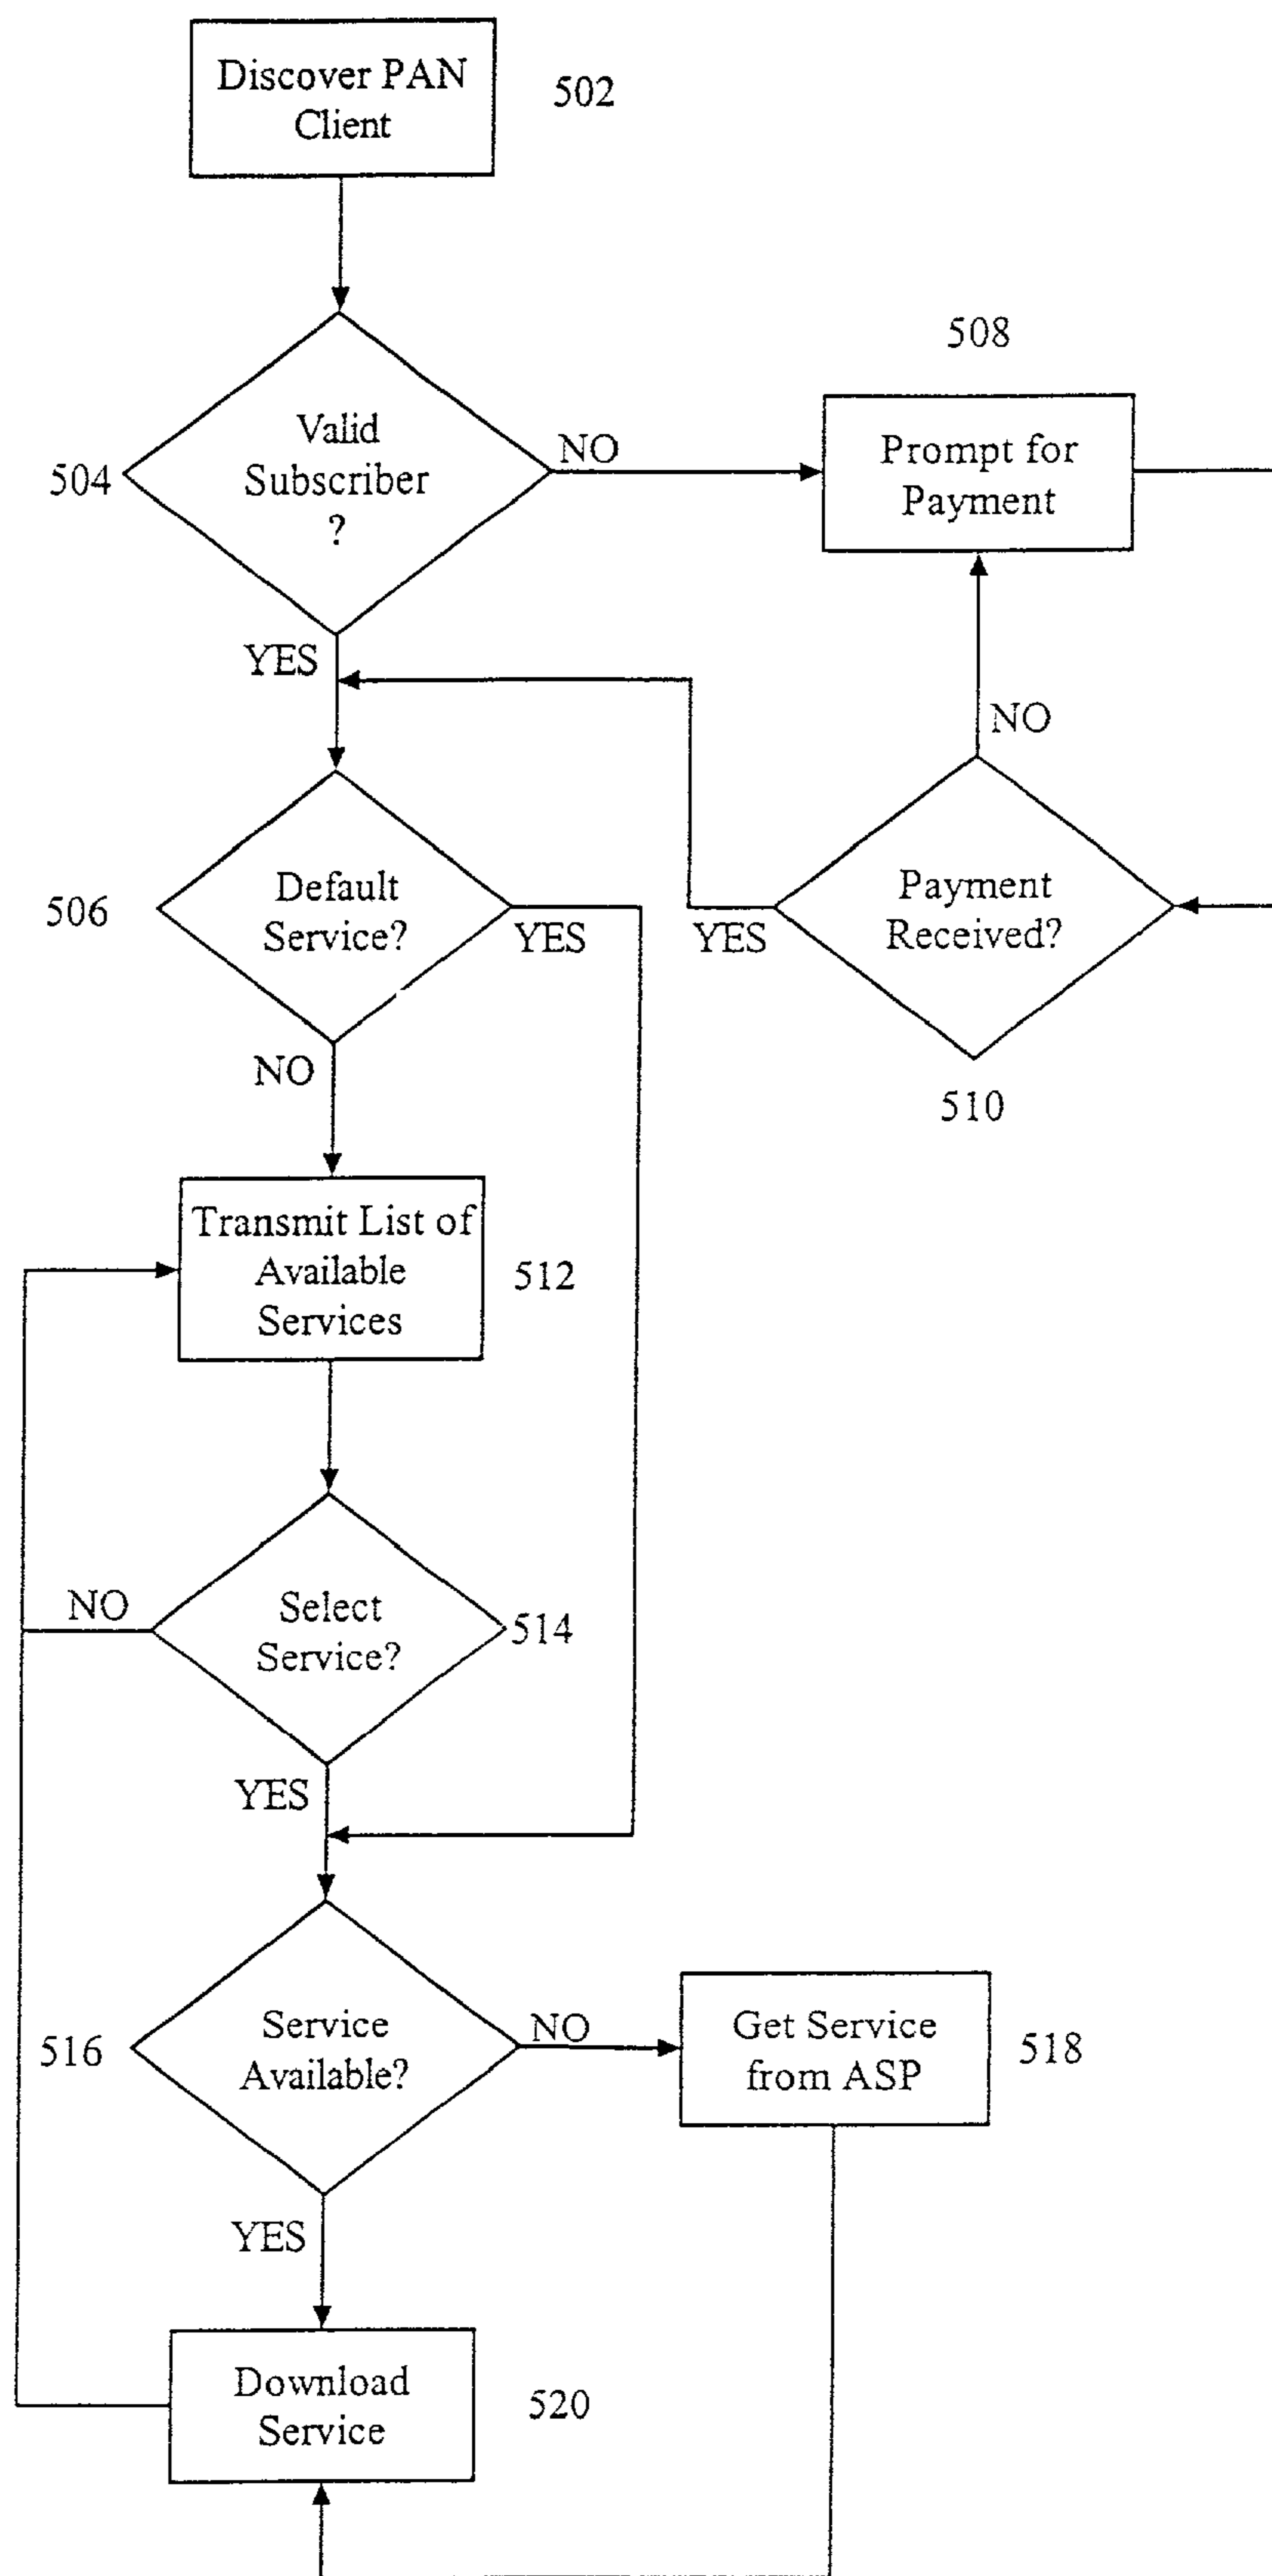 Discover PAN
Client
502
508
Valid
Subscriber
?
504
NO
Prompt for
Payment
YES
NO
Default
Service?
506
YES
YES
Payment
Received?
NO
510
Transmit List of
Available
Services
512
NO
Select
Service?
514
YES
Service
Available?
516
NO
Get Service
from ASP
518
YES
Download
Service
520